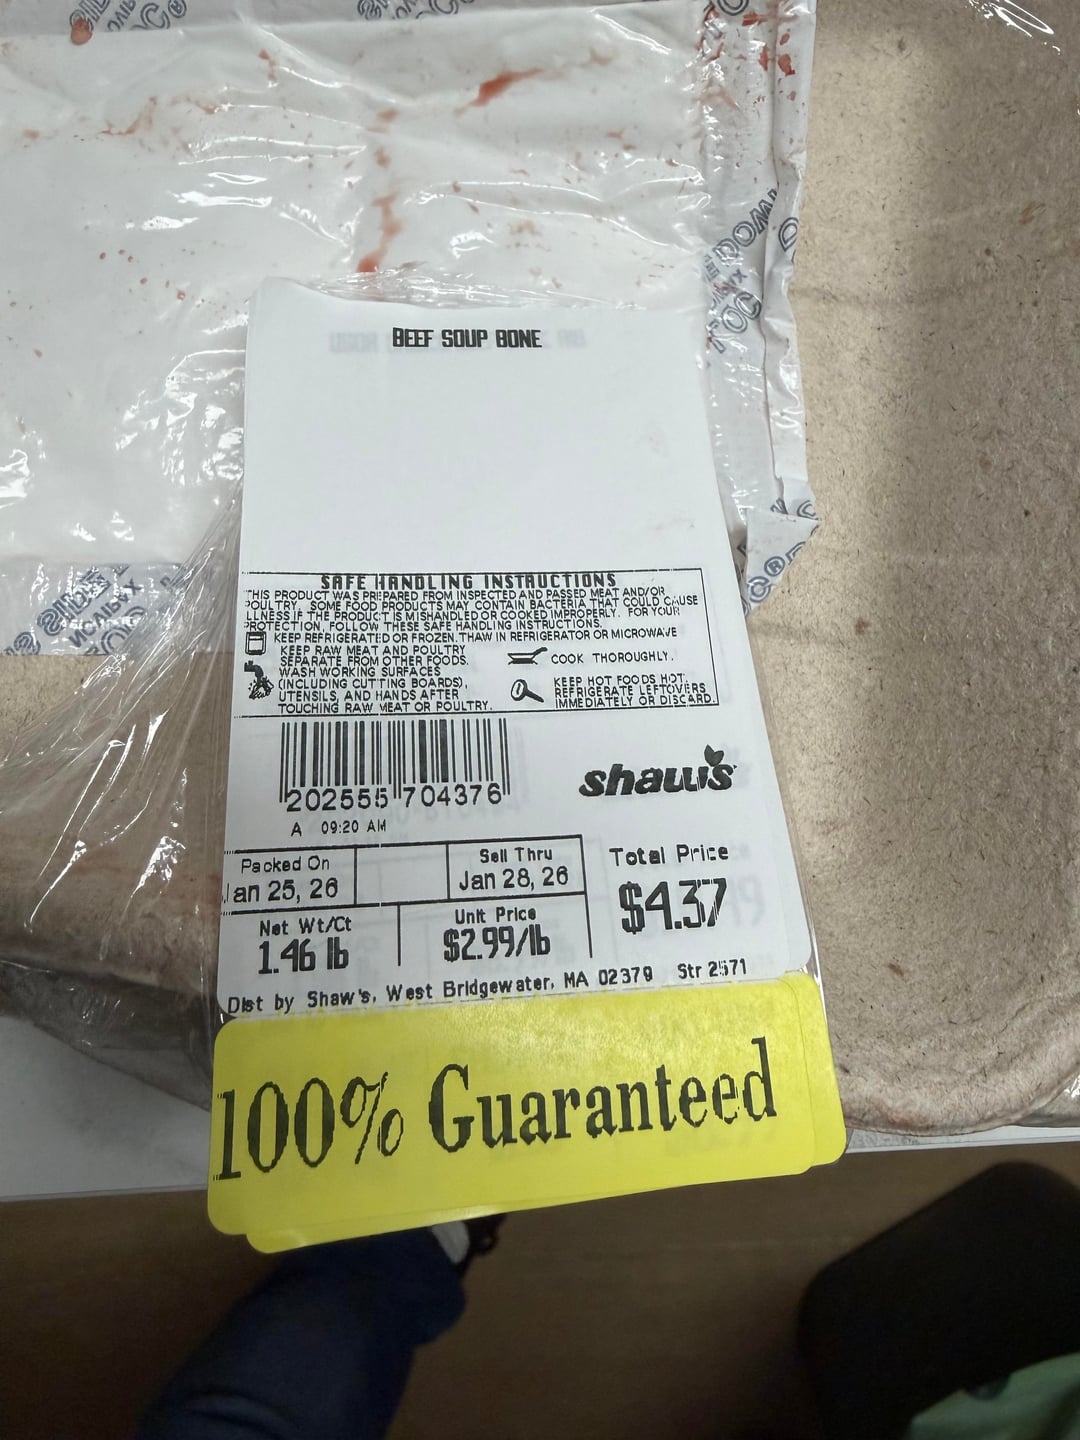 BEEF SOUP BONE
SAFE HANDLING INSTRUCTIONS
THIS PRODUCT WAS PREPARED FROM INSPECTED AND PASSED MEAT AND/OR
POULTRY. SOME FOOD PRODUCTS MAY CONTAIN BACTERIA THAT COULD CAUSE
ILLNESS IF THE PRODUCT IS MISHANDLED OR COOKED IMPROPERLY. FOR YOUR
PROTECTION, FOLLOW THESE SAFE HANDLING INSTRUCTIONS.
KEEP REFRIGERATED OR FROZEN. THAW IN REFRIGERATOR OR MICROWAVE
KEEP RAW MEAT AND POULTRY
SEPARATE FROM OTHER FOODS.
WASH WORKING SURFACES
(INCLUDING CUTTING BOARDS),
UTENSILS, AND HANDS AFTER
TOUCHING RAW MEAT OR POULTRY.
COOK THOROUGHLY.
KEEP HOT FOODS HOT.
REFRIGERATE LEFTOVERS
IMMEDIATELY OR DISCARD.
202555 704376
A 09:20 AM
shaw's
Packed On
Jan 25, 26
Sell Thru
Jan 28, 26
Total Price
$4.37
Net Wt/Ct
1.46 lb
Unit Price
$2.99/lb
Dist by Shaw's, West Bridgewater, MA 02379 Str 2571
100% Guaranteed